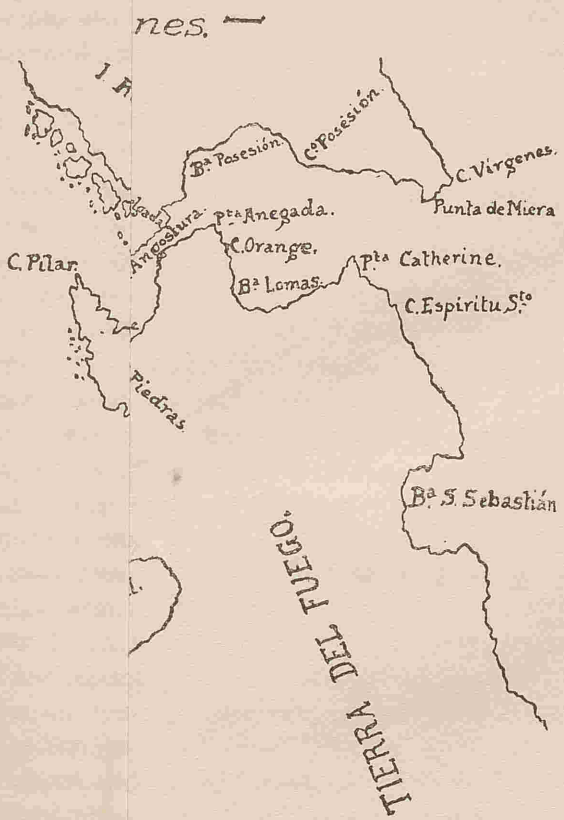 nes. —
Bª Posesión
Cº Posesión.
C. Virgenes.
Punta de Miera
Angostura.
Pta Anegada.
C. Orange.
C. Pilar.
Pta Catherine.
Bª Lomas.
C. Espiritu S.to
Piedras.
Bª S. Sebastián
TIERRA DEL FUEGO.